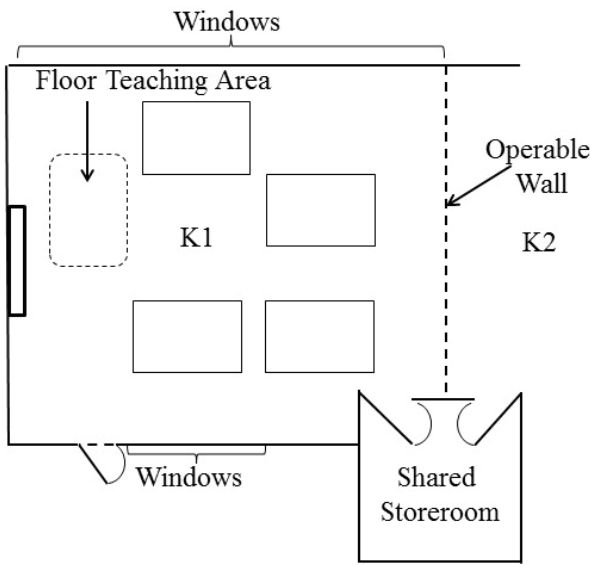 Windows
Floor Teaching Area
Operable
Wall
K1
K2
Windows
Shared
Storeroom